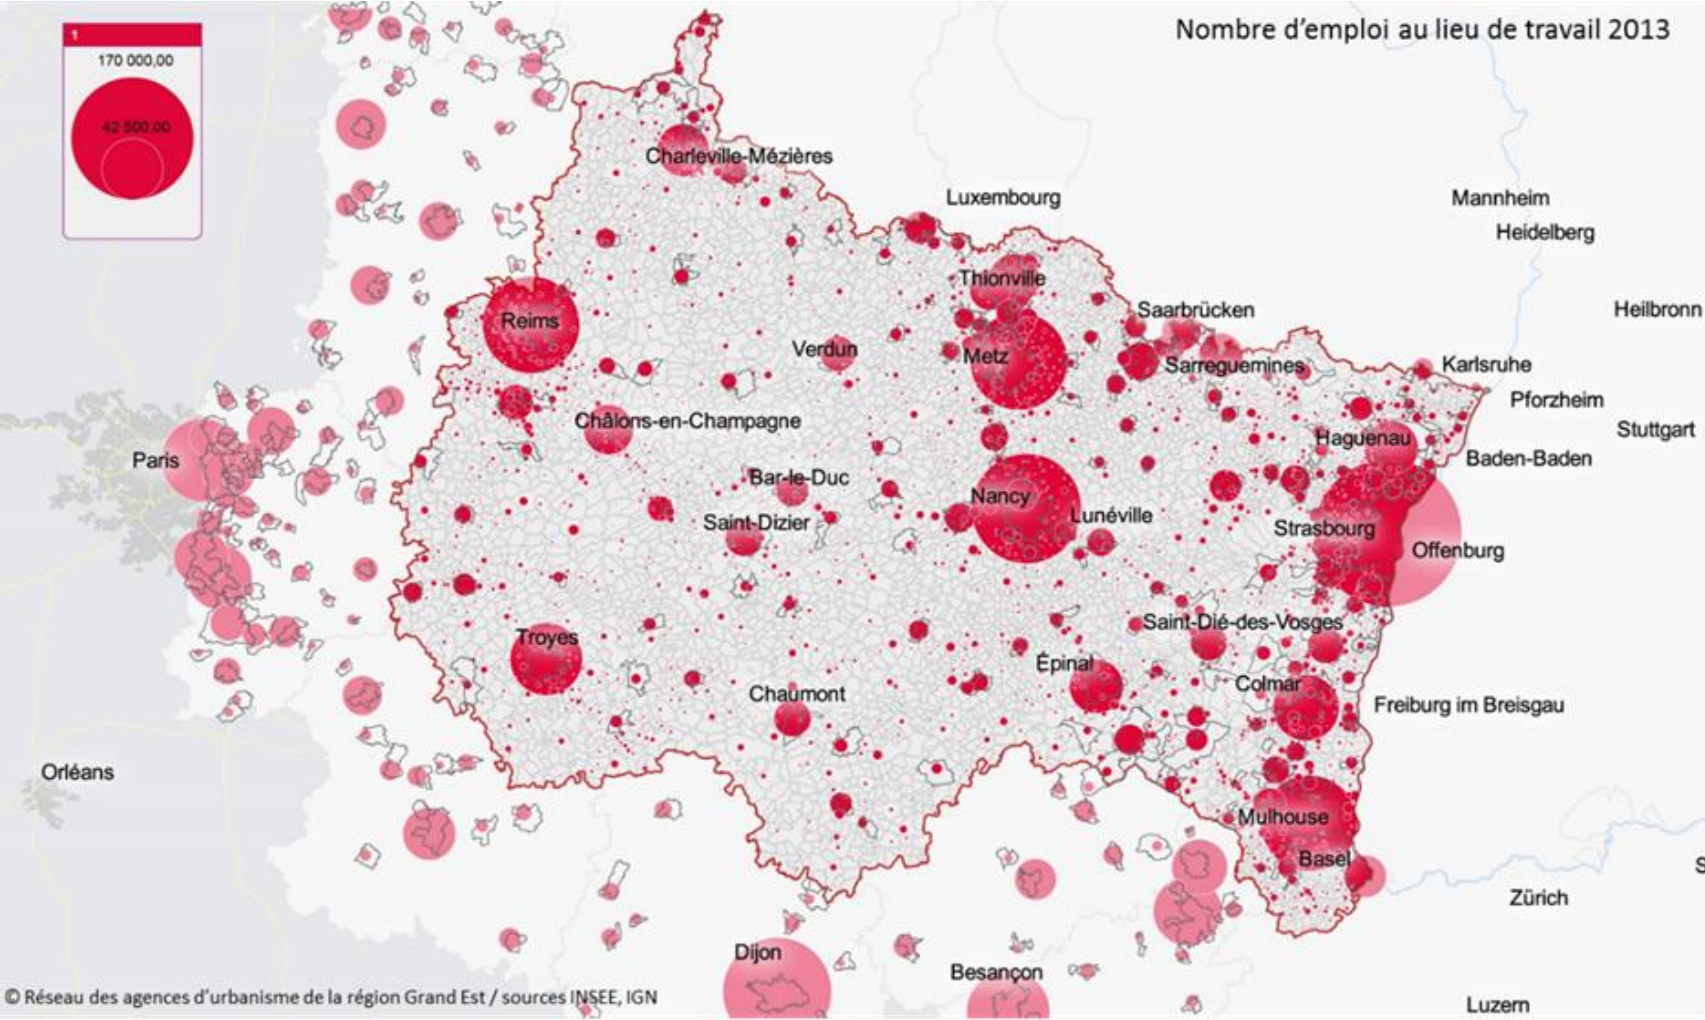 Nombre d'emploi au lieu de travail 2013
1
170 000,00
42 500,00
Charleville-Mézières
Luxembourg
Mannheim
Heidelberg
Thionville
Saarbrücken
Heilbronn
Reims
Verdun
Metz
Sarreguemines
Karlsruhe
Pforzheim
Châlons-en-Champagne
Stuttgart
Haguenau
Paris
Baden-Baden
Bar-le-Duc
Nancy
Lunéville
Saint-Dizier
Strasbourg
Offenburg
Troyes
Saint-Dié-des-Vosges
Épinal
Colmar
Chaumont
Freiburg im Breisgau
Orléans
Mulhouse
Basel
S
Zürich
Dijon
Besançon
© Réseau des agences d'urbanisme de la région Grand Est / sources INSEE, IGN
Luzern